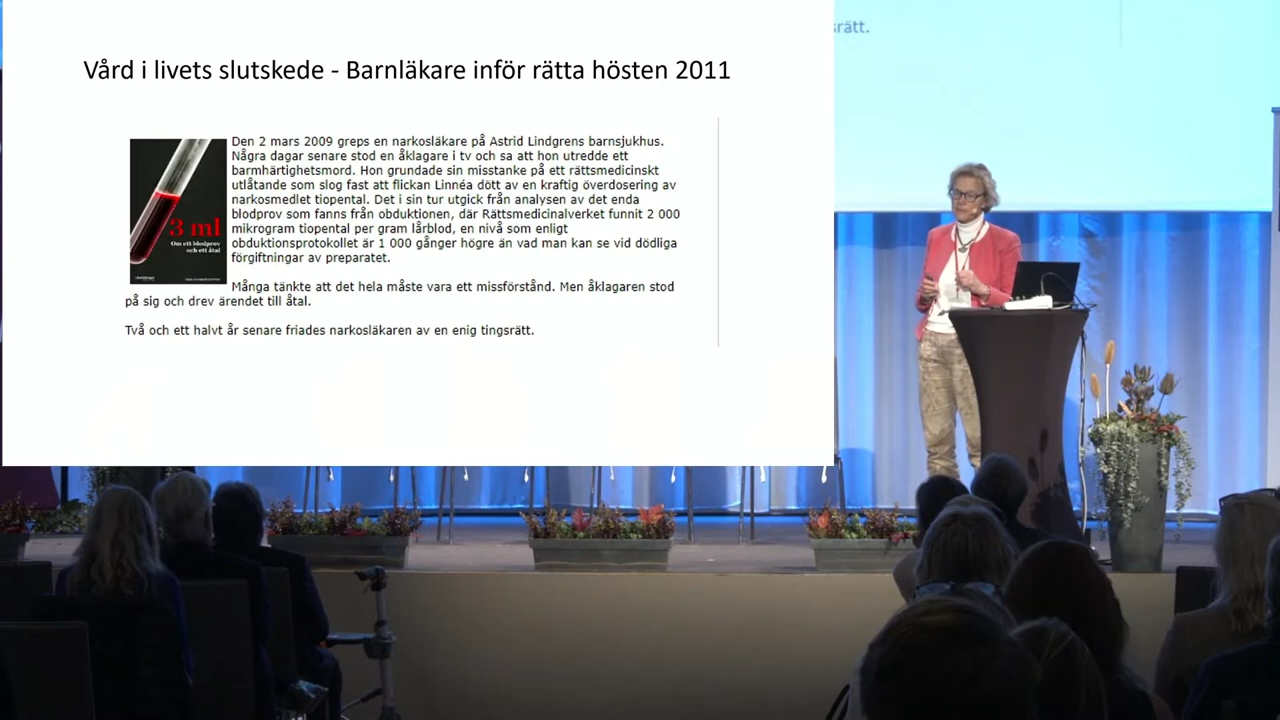 Vård i livets slutskede - Barnläkare inför rätta hösten 2011
srätt.
Den 2 mars 2009 greps en narkosläkare på Astrid Lindgrens barnsjukhus.
Några dagar senare stod en åklagare i tv och sa att hon utredde ett
barmhärtighetsmord. Hon grundade sin misstanke på ett rättsmedicinskt
utlåtande som slog fast att flickan Linnéa dött av en kraftig överdosering av
narkosmedlet tiopental. Det i sin tur utgick från analysen av det enda
blodprov som fanns från obduktionen, där Rättsmedicinalverket funnit 2 000
mikrogram tiopental per gram lårblod, en nivå som enligt
obduktionsprotokollet är 1 000 gånger högre än vad man kan se vid dödliga
förgiftningar av preparatet.
3 ml
Om ett blodprov
och ett åtal
Många tänkte att det hela måste vara ett missförstånd. Men åklagaren stod
på sig och drev ärendet till åtal.
Två och ett halvt år senare friades narkosläkaren av en enig tingsrätt.